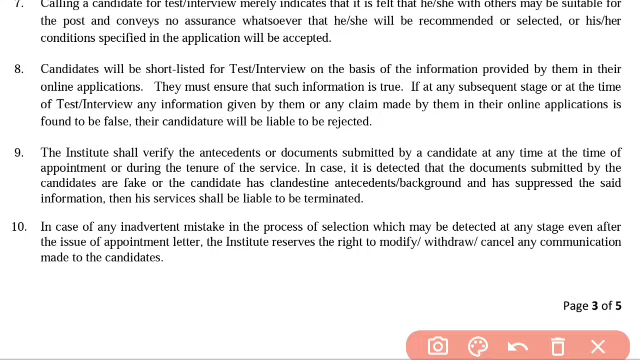 7. Calling a candidate for test/interview merely indicates that it is felt that he/she with others may be suitable for
the post and conveys no assurance whatsoever that he/she will be recommended or selected, or his/her
conditions specified in the application will be accepted.
8. Candidates will be short-listed for Test/Interview on the basis of the information provided by them in their
online applications. They must ensure that such information is true. If at any subsequent stage or at the time
of Test/Interview any information given by them or any claim made by them in their online applications is
found to be false, their candidature will be liable to be rejected.
9. The Institute shall verify the antecedents or documents submitted by a candidate at any time at the time of
appointment or during the tenure of the service. In case, it is detected that the documents submitted by the
candidates are fake or the candidate has clandestine antecedents/background and has suppressed the said
information, then his services shall be liable to be terminated.
10. In case of any inadvertent mistake in the process of selection which may be detected at any stage even after
the issue of appointment letter, the Institute reserves the right to modify/ withdraw/ cancel any communication
made to the candidates.
Page 3 of 5